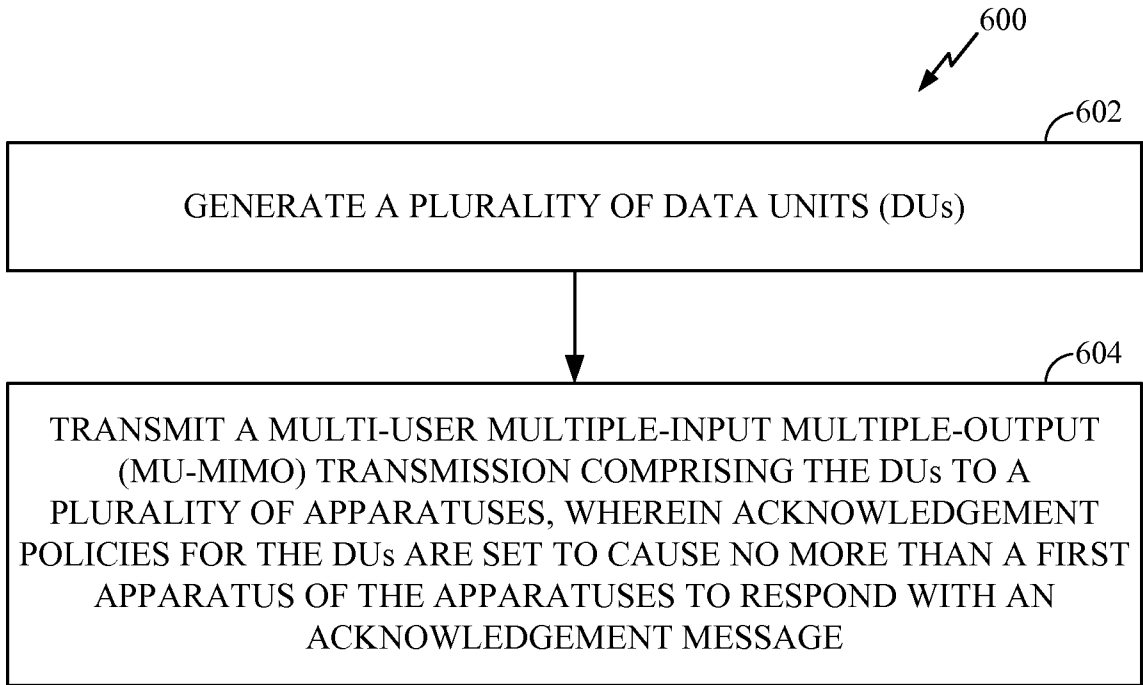 600
602
GENERATE A PLURALITY OF DATA UNITS (DUs)
604
TRANSMIT A MULTI-USER MULTIPLE-INPUT MULTIPLE-OUTPUT
(MU-MIMO) TRANSMISSION COMPRISING THE DUs TO A
PLURALITY OF APPARATUSES, WHEREIN ACKNOWLEDGEMENT
POLICIES FOR THE DUs ARE SET TO CAUSE NO MORE THAN A FIRST
APPARATUS OF THE APPARATUSES TO RESPOND WITH AN
ACKNOWLEDGEMENT MESSAGE